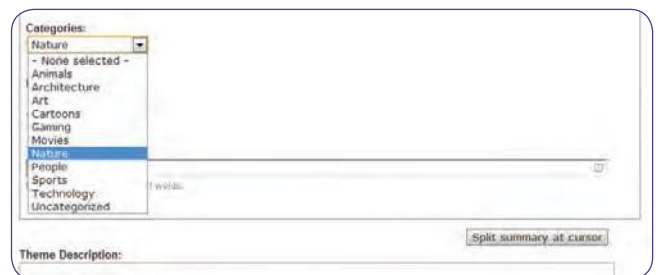 Categories:
Nature
- None selected -
Animals
Architecture
Art
Cartoons
Gaming
Movies
Nature
People
Sports
Technology
Uncategorized
words.
Split summary at cursor
Theme Description: